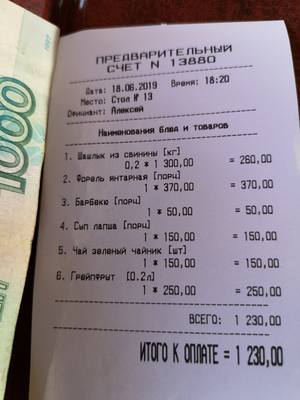 1000
1997
ПРЕДВАРИТЕЛЬНЫЙ
СЧЕТ N 13880
Дата: 18.06.2019 Время: 18:20
Место: Стол № 13
Официант: Алексей
Наименования блюд и товаров
1. Шашлык из свинины [кг]
0,2 * 1 300,00 = 260,00
2. Форель янтарная [порц]
1 * 370,00 = 370,00
3. Барбекю [порц]
1 * 50,00 = 50,00
4. Сып лапша [порц]
1 * 150,00 = 150,00
5. Чай зеленый чайник [шт]
1 * 150,00 = 150,00
6. Грейпфрут [0.2л]
1 * 250,00 = 250,00
ВСЕГО: 1 230,00
ИТОГО К ОПЛАТЕ = 1 230,00